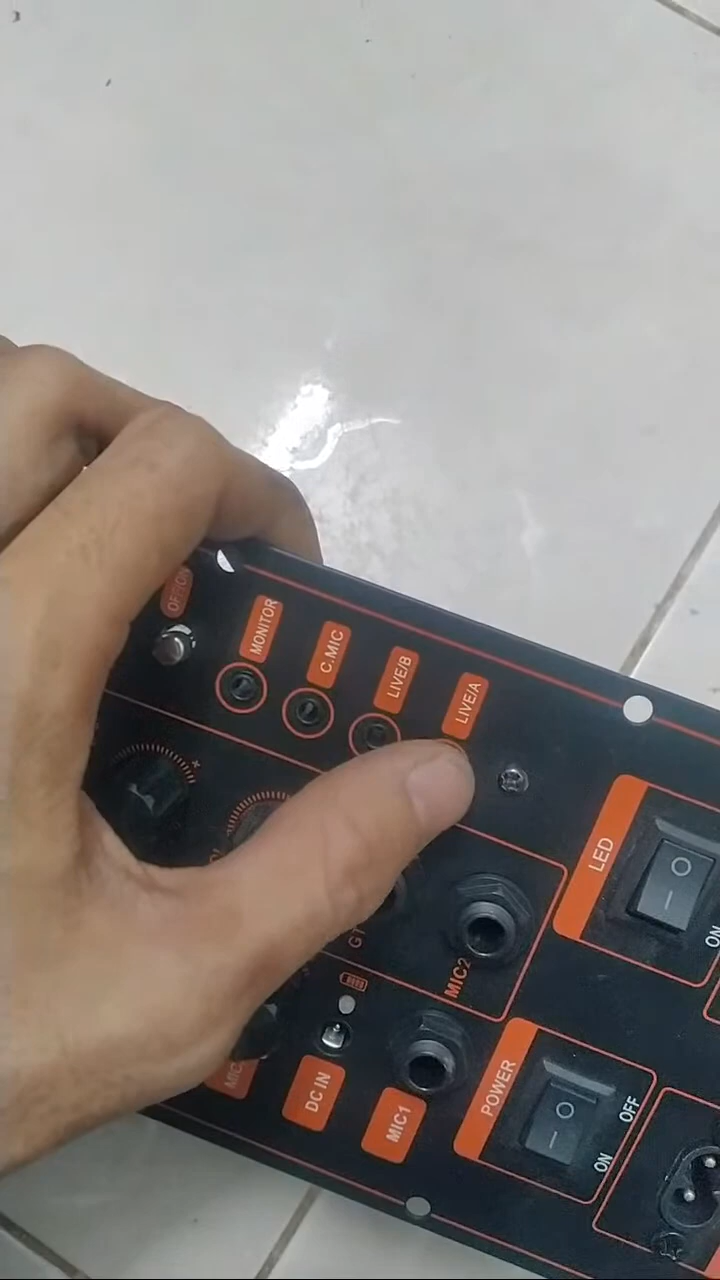 MONITOR
C.MIC
LIVE/B
LIVE/A
LED
ON
MIC2
DC IN
MIC1
POWER
OFF
ON